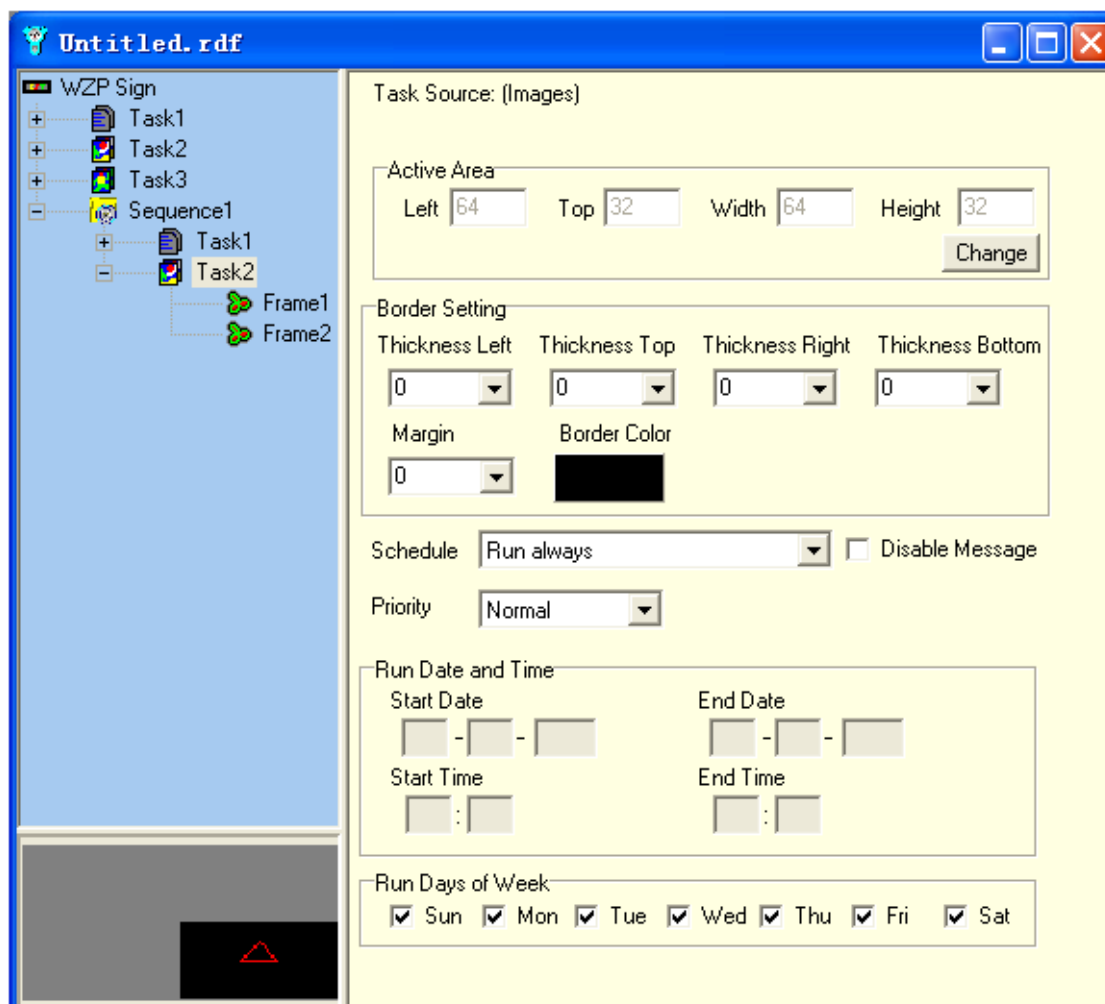 Untitled.rdf
WZP Sign
Task1
Task2
Task3
Sequence1
Task1
Task2
Frame1
Frame2
Task Source: (Images)
Active Area
Left 64 Top 32 Width 64 Height 32
Change
Border Setting
Thickness Left Thickness Top Thickness Right Thickness Bottom
0 0 0 0
Margin Border Color
0
Schedule Run always Disable Message
Priority Normal
Run Date and Time
Start Date End Date
- - - -
Start Time End Time
: :
Run Days of Week
Sun Mon Tue Wed Thu Fri Sat